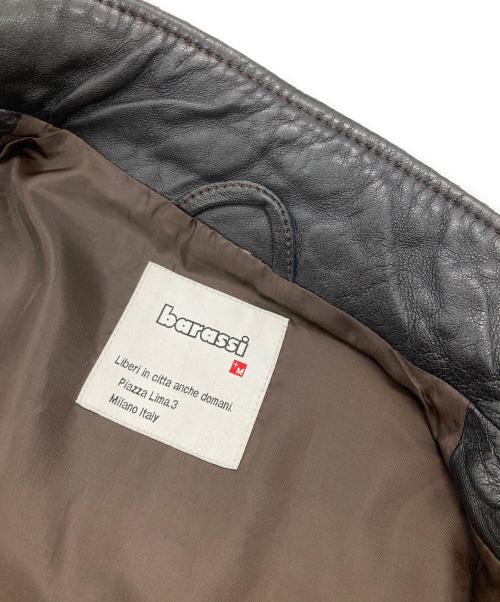 barassi
+M
Liberi in citta anche domani.
Piazza Lima.3
Milano Italy